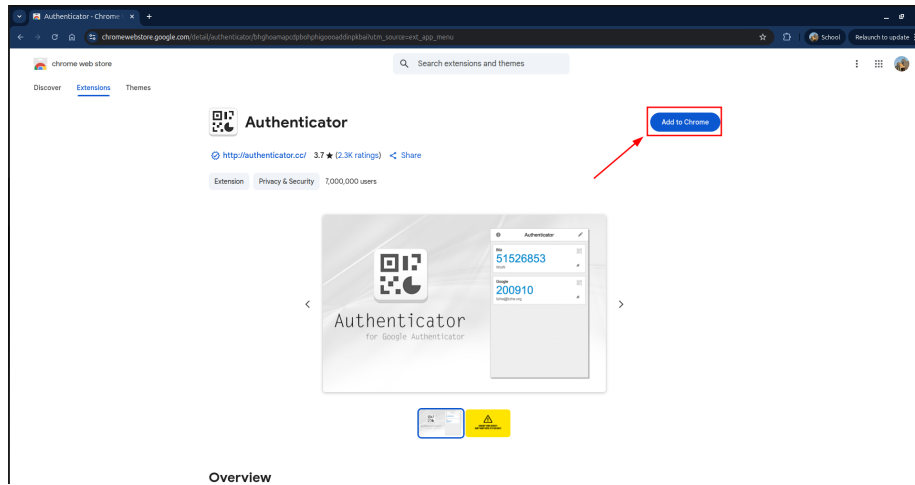 Authenticator - Chrome
chromewebstore.google.com/detail/authenticator/bhghoamapcdpbohphigoooaddinpkbai?utm_source=ext_app_menu
School
Relaunch to update
chrome web store
Search extensions and themes
Discover
Extensions
Themes
Authenticator
Add to Chrome
http://authenticator.cc/ 3.7 ★ (2.3K ratings) Share
Extension
Privacy & Security
7,000,000 users
Authenticator
51526853
Google
200910
Authenticator
for Google Authenticator
Overview